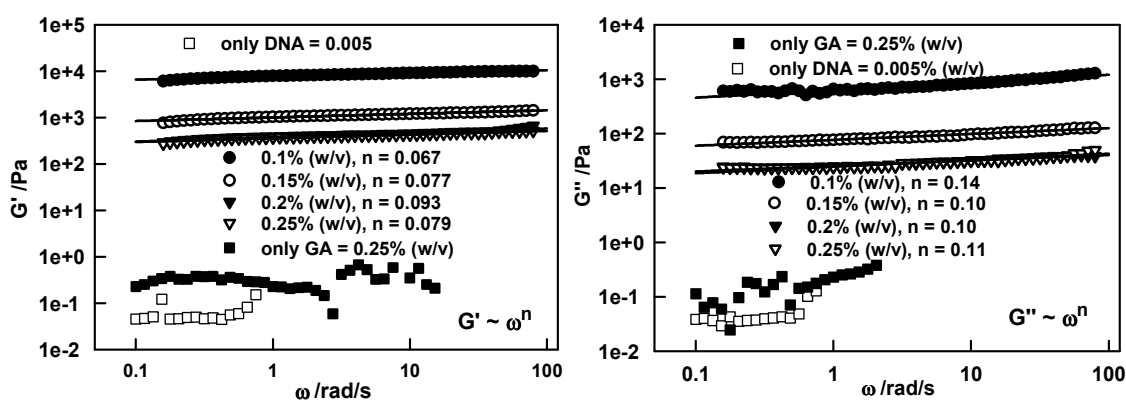 1e+5
1e+4
1e+3
1e+2
1e+1
1e+0
1e-1
1e-2
G' /Pa
only DNA = 0.005
0.1% (w/v), n = 0.067
0.15% (w/v), n = 0.077
0.2% (w/v), n = 0.093
0.25% (w/v), n = 0.079
only GA = 0.25% (w/v)
G' ~ ωⁿ
0.1 1 10 100
ω /rad/s
1e+4
1e+3
1e+2
1e+1
1e+0
1e-1
1e-2
G'' /Pa
only GA = 0.25% (w/v)
only DNA = 0.005% (w/v)
0.1% (w/v), n = 0.14
0.15% (w/v), n = 0.10
0.2% (w/v), n = 0.10
0.25% (w/v), n = 0.11
G'' ~ ωⁿ
0.1 1 10 100
ω /rad/s